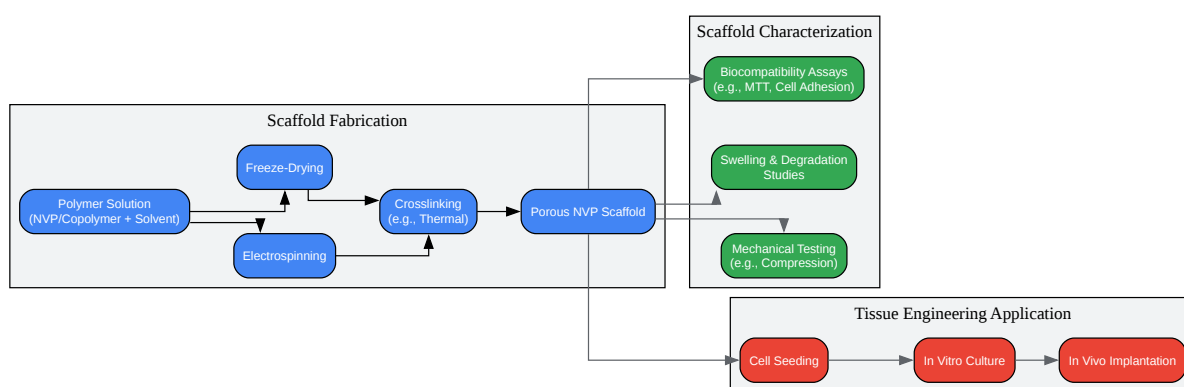 Scaffold Characterization
Biocompatibility Assays
(e.g., MTT, Cell Adhesion)
Swelling & Degradation
Studies
Mechanical Testing
(e.g., Compression)
Scaffold Fabrication
Freeze-Drying
Polymer Solution
(NVP/Copolymer + Solvent)
Electrospinning
Crosslinking
(e.g., Thermal)
Porous NVP Scaffold
Tissue Engineering Application
Cell Seeding
In Vitro Culture
In Vivo Implantation